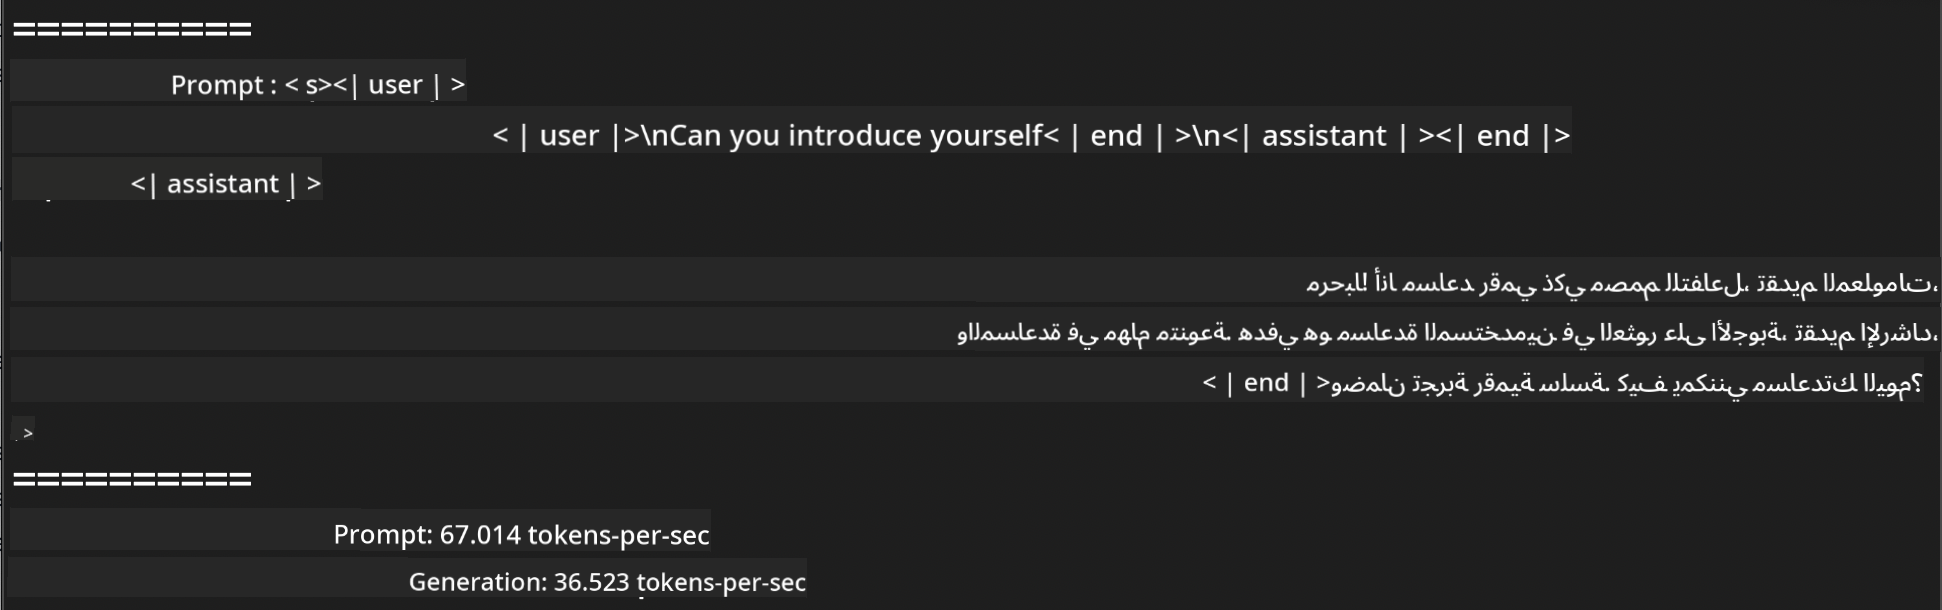 ==========
Prompt : < s><| user | >
< | user |>\nCan you introduce yourself< | end | >\n<| assistant | ><| end |>
<| assistant | >
مرحبا! أنا مساعد رقمي ذكي مصمم للتفاعل، تقديم المعلومات،
والمساعدة في مهام متنوعة. هدفي هو مساعدة المستخدمين في العثور على الأجوبة، تقديم الإرشاد،
< | end | >وضمان تجربة رقمية سلسة. كيف يمكنني مساعدتك اليوم؟
>
==========
Prompt: 67.014 tokens-per-sec
Generation: 36.523 tokens-per-sec